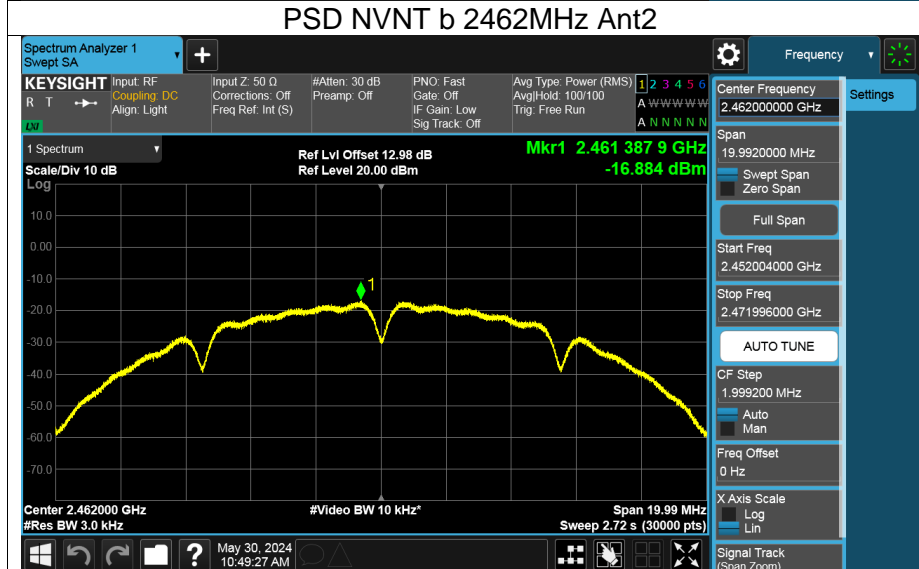 PSD NVNT b 2462MHz Ant2
Spectrum Analyzer 1
Swept SA
+
Frequency
KEYSIGHT
R T
LXI
Input: RF
Coupling: DC
Align: Light
Input Z: 50 Ω
Corrections: Off
Freq Ref: Int (S)
#Atten: 30 dB
Preamp: Off
PNO: Fast
Gate: Off
IF Gain: Low
Sig Track: Off
Avg Type: Power (RMS)
Avg|Hold: 100/100
Trig: Free Run
1 2 3 4 5 6
A W W W W W
A N N N N N
Center Frequency
2.462000000 GHz
Settings
Span
19.9920000 MHz
Swept Span
Zero Span
Full Span
Start Freq
2.452004000 GHz
Stop Freq
2.471996000 GHz
AUTO TUNE
CF Step
1.999200 MHz
Auto
Man
Freq Offset
0 Hz
X Axis Scale
Log
Lin
Signal Track
(Span Zoom)
1 Spectrum
Scale/Div 10 dB
Log
Ref Lvl Offset 12.98 dB
Ref Level 20.00 dBm
Mkr1 2.461 387 9 GHz
-16.884 dBm
10.0
0.00
-10.0
1
-20.0
-30.0
-40.0
-50.0
-60.0
-70.0
Center 2.462000 GHz
#Video BW 10 kHz*
Span 19.99 MHz
#Res BW 3.0 kHz
Sweep 2.72 s (30000 pts)
?
May 30, 2024
10:49:27 AM